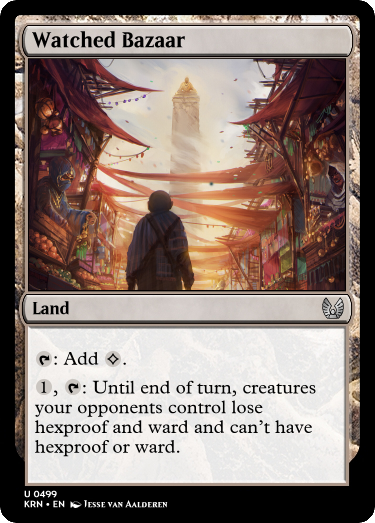 Watched Bazaar
Land
: Add .
1, : Until end of turn, creatures
your opponents control lose
hexproof and ward and can't have
hexproof or ward.
U 0499
KRN • EN Jesse van Aalderen